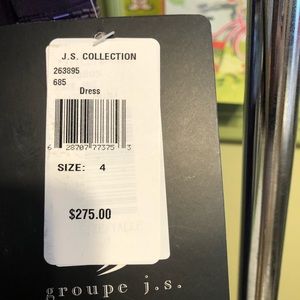 J.S. COLLECTION
263895
685
Dress
6 28707 77375 3
SIZE: 4
$275.00
groupe j.s.